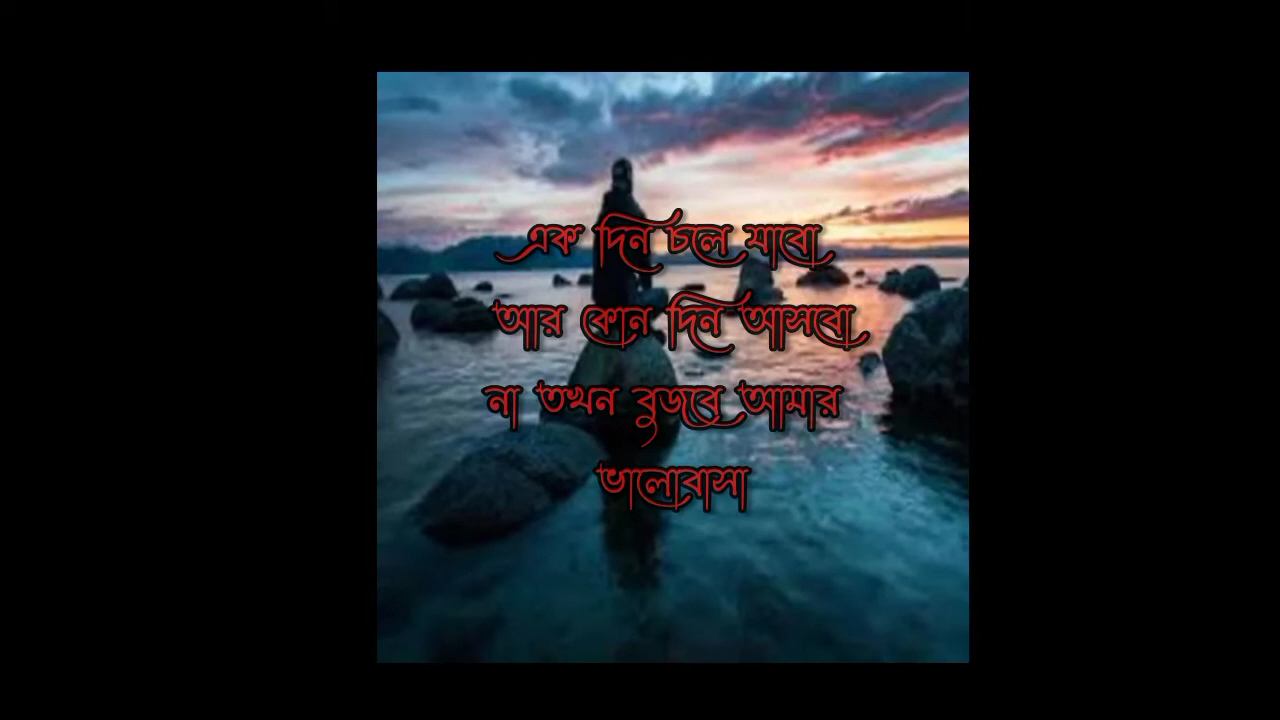 এক দিন চলে যাবো
আর কোন দিন আসবো
না তখন বুজবে আমার
ভালোবাসা